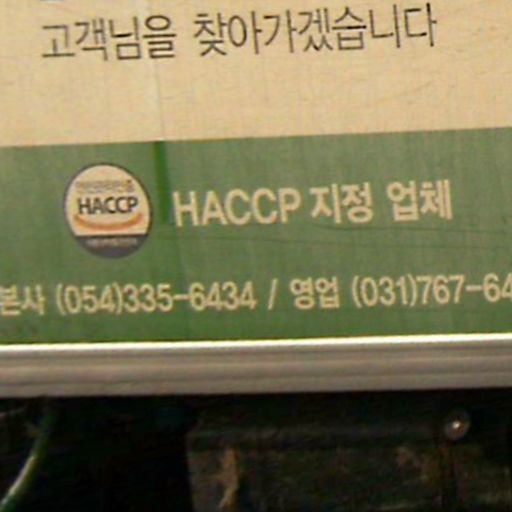 고객님을 찾아가겠습니다
HACCP
HACCP 지정 업체
본사 (054)335-6434 / 영업 (031)767-64